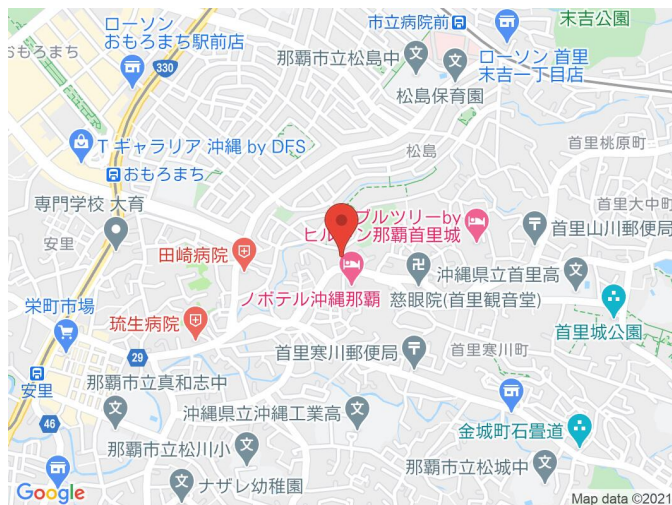 ローソン
おもろまち駅前店
330
市立病院前
末吉公園
那覇市立松島中
ローソン 首里
末吉一丁目店
松島保育園
T ギャラリア 沖縄 by DFS
おもろまち
松島
首里桃原町
首里大中町
専門学校 大育
安里
田崎病院
ブルツリーby
ヒル
ン那覇首里城
首里山川郵便局
沖縄県立首里高
ノボテル沖縄那覇
慈眼院(首里観音堂)
首里城公園
栄町市場
琉生病院
29
首里寒川郵便局
首里寒川町
安里
那覇市立真和志中
46
沖縄県立沖縄工業高
金城町石畳道
那覇市立松川小
那覇市立松城中
ナザレ幼稚園
Google
Map data ©2021